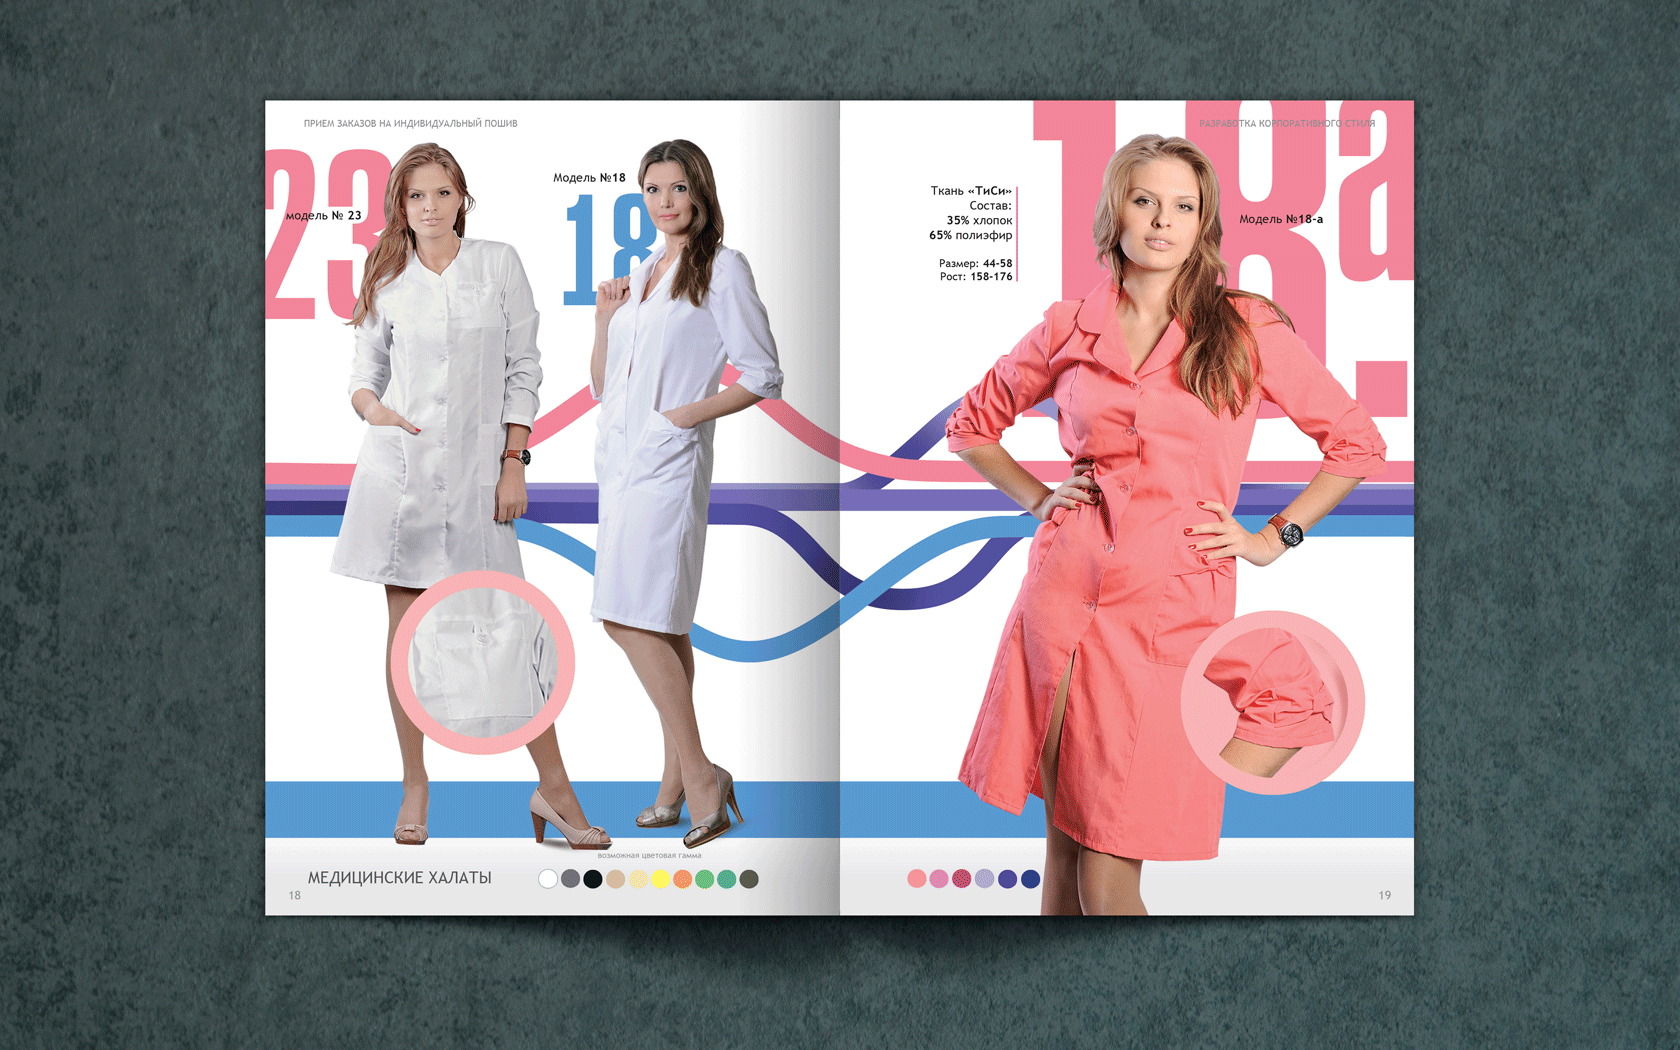 ПРИЕМ ЗАКАЗОВ НА ИНДИВИДУАЛЬНЫЙ ПОШИВ
23
модель № 23
Модель №18
18
МЕДИЦИНСКИЕ ХАЛАТЫ
возможная цветовая гамма
18
РАЗРАБОТКА КОРПОРАТИВНОГО СТИЛЯ
18a
Ткань «ТиСи»
Состав:
35% хлопок
65% полиэфир
Размер: 44-58
Рост: 158-176
Модель №18-а
19